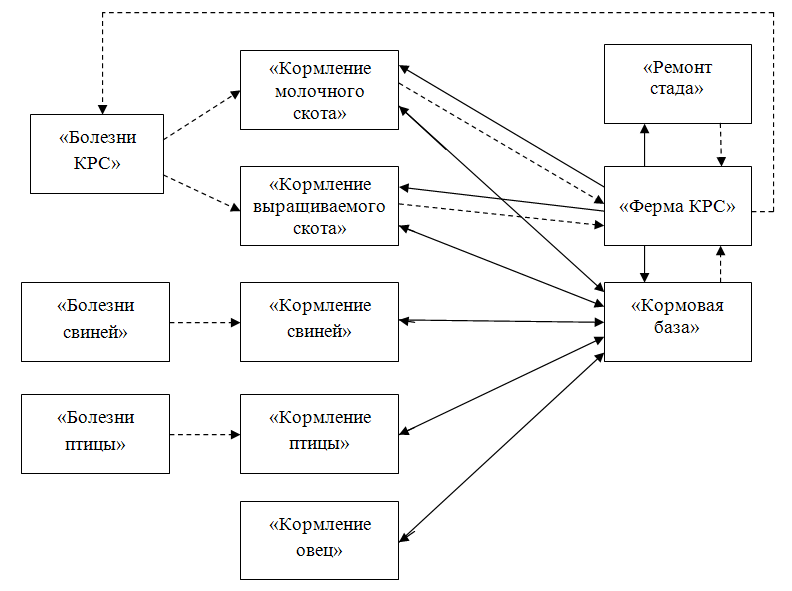 «Кормление
молочного
скота»
«Ремонт
стада»
«Болезни
КРС»
«Кормление
выращиваемого
скота»
«Ферма КРС»
«Болезни
свиней»
«Кормление
свиней»
«Кормовая
база»
«Болезни
птицы»
«Кормление
птицы»
«Кормление
овец»